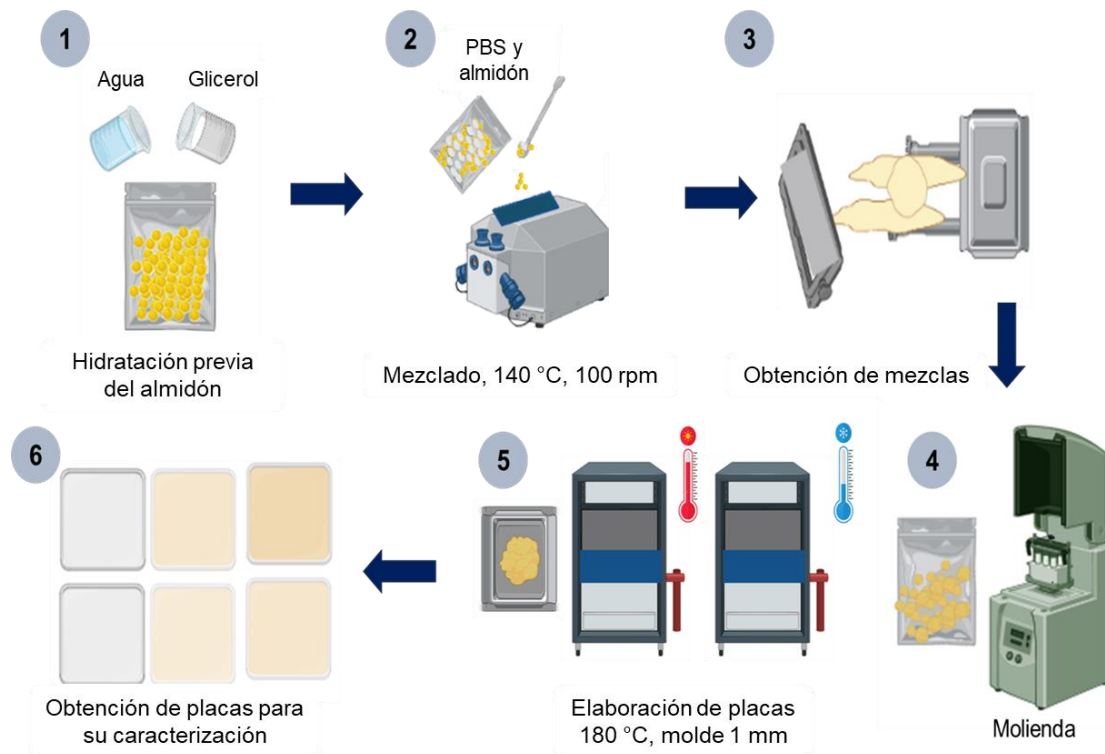 1
Agua
Glicerol
Hidratación previa
del almidón
2
PBS y
almidón
Mezclado, 140 °C, 100 rpm
3
Obtención de mezclas
4
Molienda
5
Elaboración de placas
180 °C, molde 1 mm
6
Obtención de placas para
su caracterización